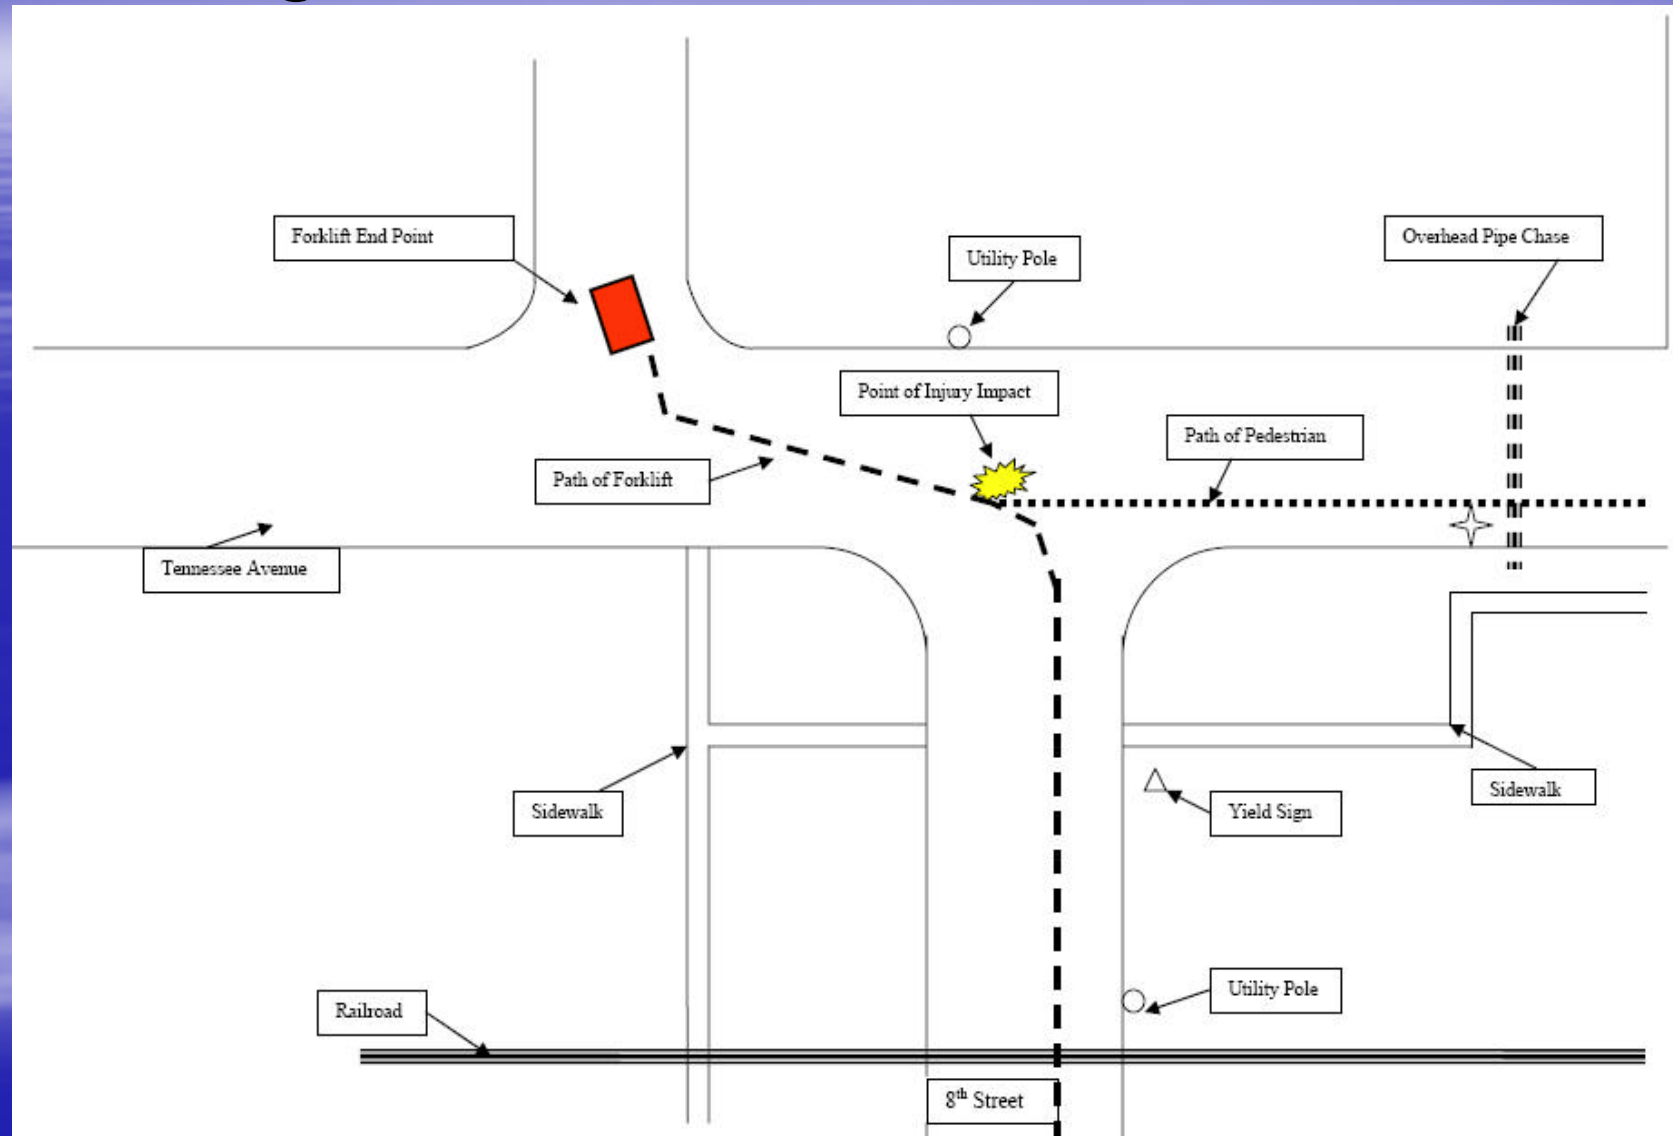 Forklift End Point
Utility Pole
Overhead Pipe Chase
Point of Injury Impact
Path of Pedestrian
Path of Forklift
Tennessee Avenue
Sidewalk
Yield Sign
Sidewalk
Utility Pole
Railroad
8th Street